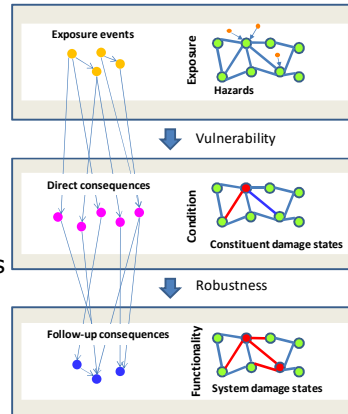 Exposure events
Exposure
Hazards
Vulnerability
Direct consequences
Condition
Constituent damage states
Robustness
Follow-up consequences
Functionality
System damage states